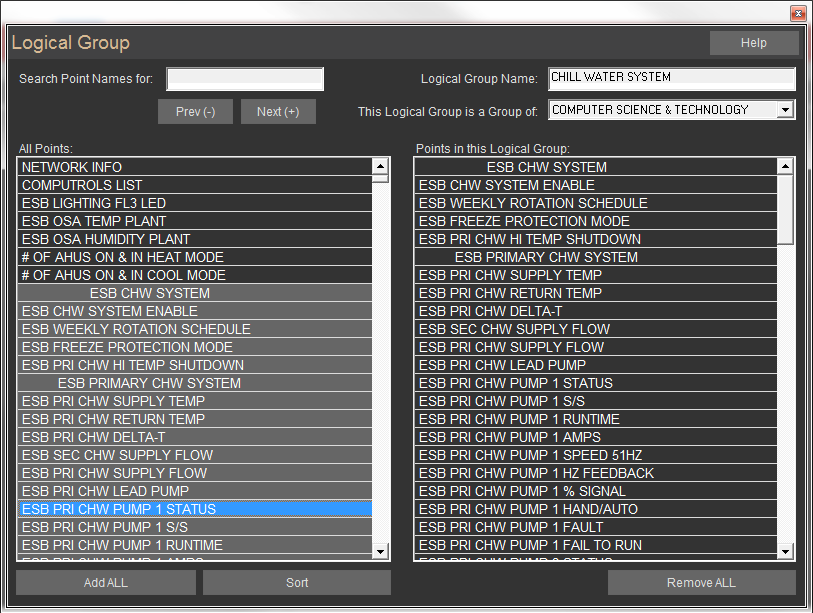 Logical Group
Help
Search Point Names for:
Logical Group Name: CHILL WATER SYSTEM
Prev (-) Next (+)
This Logical Group is a Group of: COMPUTER SCIENCE & TECHNOLOGY
All Points:
NETWORK INFO
COMPUTROLS LIST
ESB LIGHTING FL3 LED
ESB OSA TEMP PLANT
ESB OSA HUMIDITY PLANT
# OF AHUS ON & IN HEAT MODE
# OF AHUS ON & IN COOL MODE
ESB CHW SYSTEM
ESB CHW SYSTEM ENABLE
ESB WEEKLY ROTATION SCHEDULE
ESB FREEZE PROTECTION MODE
ESB PRI CHW HI TEMP SHUTDOWN
ESB PRIMARY CHW SYSTEM
ESB PRI CHW SUPPLY TEMP
ESB PRI CHW RETURN TEMP
ESB PRI CHW DELTA-T
ESB SEC CHW SUPPLY FLOW
ESB PRI CHW SUPPLY FLOW
ESB PRI CHW LEAD PUMP
ESB PRI CHW PUMP 1 STATUS
ESB PRI CHW PUMP 1 S/S
ESB PRI CHW PUMP 1 RUNTIME
Points in this Logical Group:
ESB CHW SYSTEM
ESB CHW SYSTEM ENABLE
ESB WEEKLY ROTATION SCHEDULE
ESB FREEZE PROTECTION MODE
ESB PRI CHW HI TEMP SHUTDOWN
ESB PRIMARY CHW SYSTEM
ESB PRI CHW SUPPLY TEMP
ESB PRI CHW RETURN TEMP
ESB PRI CHW DELTA-T
ESB SEC CHW SUPPLY FLOW
ESB PRI CHW SUPPLY FLOW
ESB PRI CHW LEAD PUMP
ESB PRI CHW PUMP 1 STATUS
ESB PRI CHW PUMP 1 S/S
ESB PRI CHW PUMP 1 RUNTIME
ESB PRI CHW PUMP 1 AMPS
ESB PRI CHW PUMP 1 SPEED 51HZ
ESB PRI CHW PUMP 1 HZ FEEDBACK
ESB PRI CHW PUMP 1 % SIGNAL
ESB PRI CHW PUMP 1 HAND/AUTO
ESB PRI CHW PUMP 1 FAULT
ESB PRI CHW PUMP 1 FAIL TO RUN
Add ALL
Sort
Remove ALL